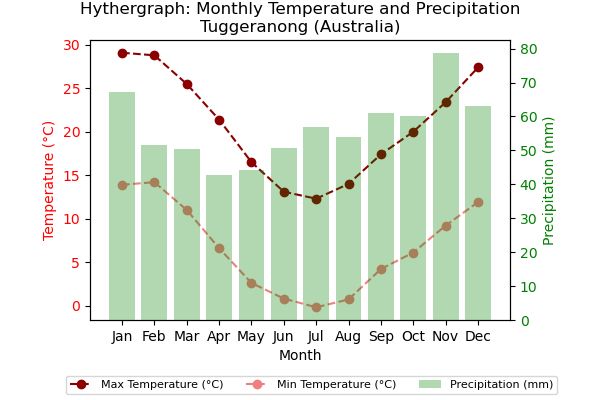 Hythergraph: Monthly Temperature and Precipitation
Tuggeranong (Australia)
Temperature (°C)
30
25
20
15
10
5
0
80
70
60
50
40
30
20
10
0
Precipitation (mm)
Jan Feb Mar Apr May Jun Jul Aug Sep Oct Nov Dec
Month
Max Temperature (°C) Min Temperature (°C) Precipitation (mm)